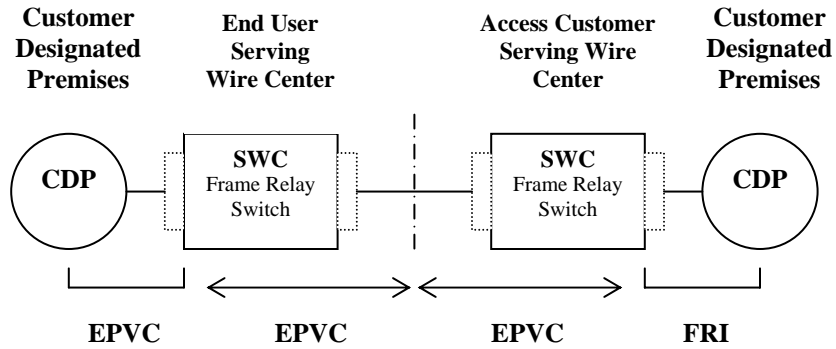 Customer
Designated
Premises
End User
Serving
Wire Center
Access Customer
Serving Wire
Center
Customer
Designated
Premises
CDP
SWC
Frame Relay
Switch
SWC
Frame Relay
Switch
CDP
EPVC
EPVC
EPVC
FRI